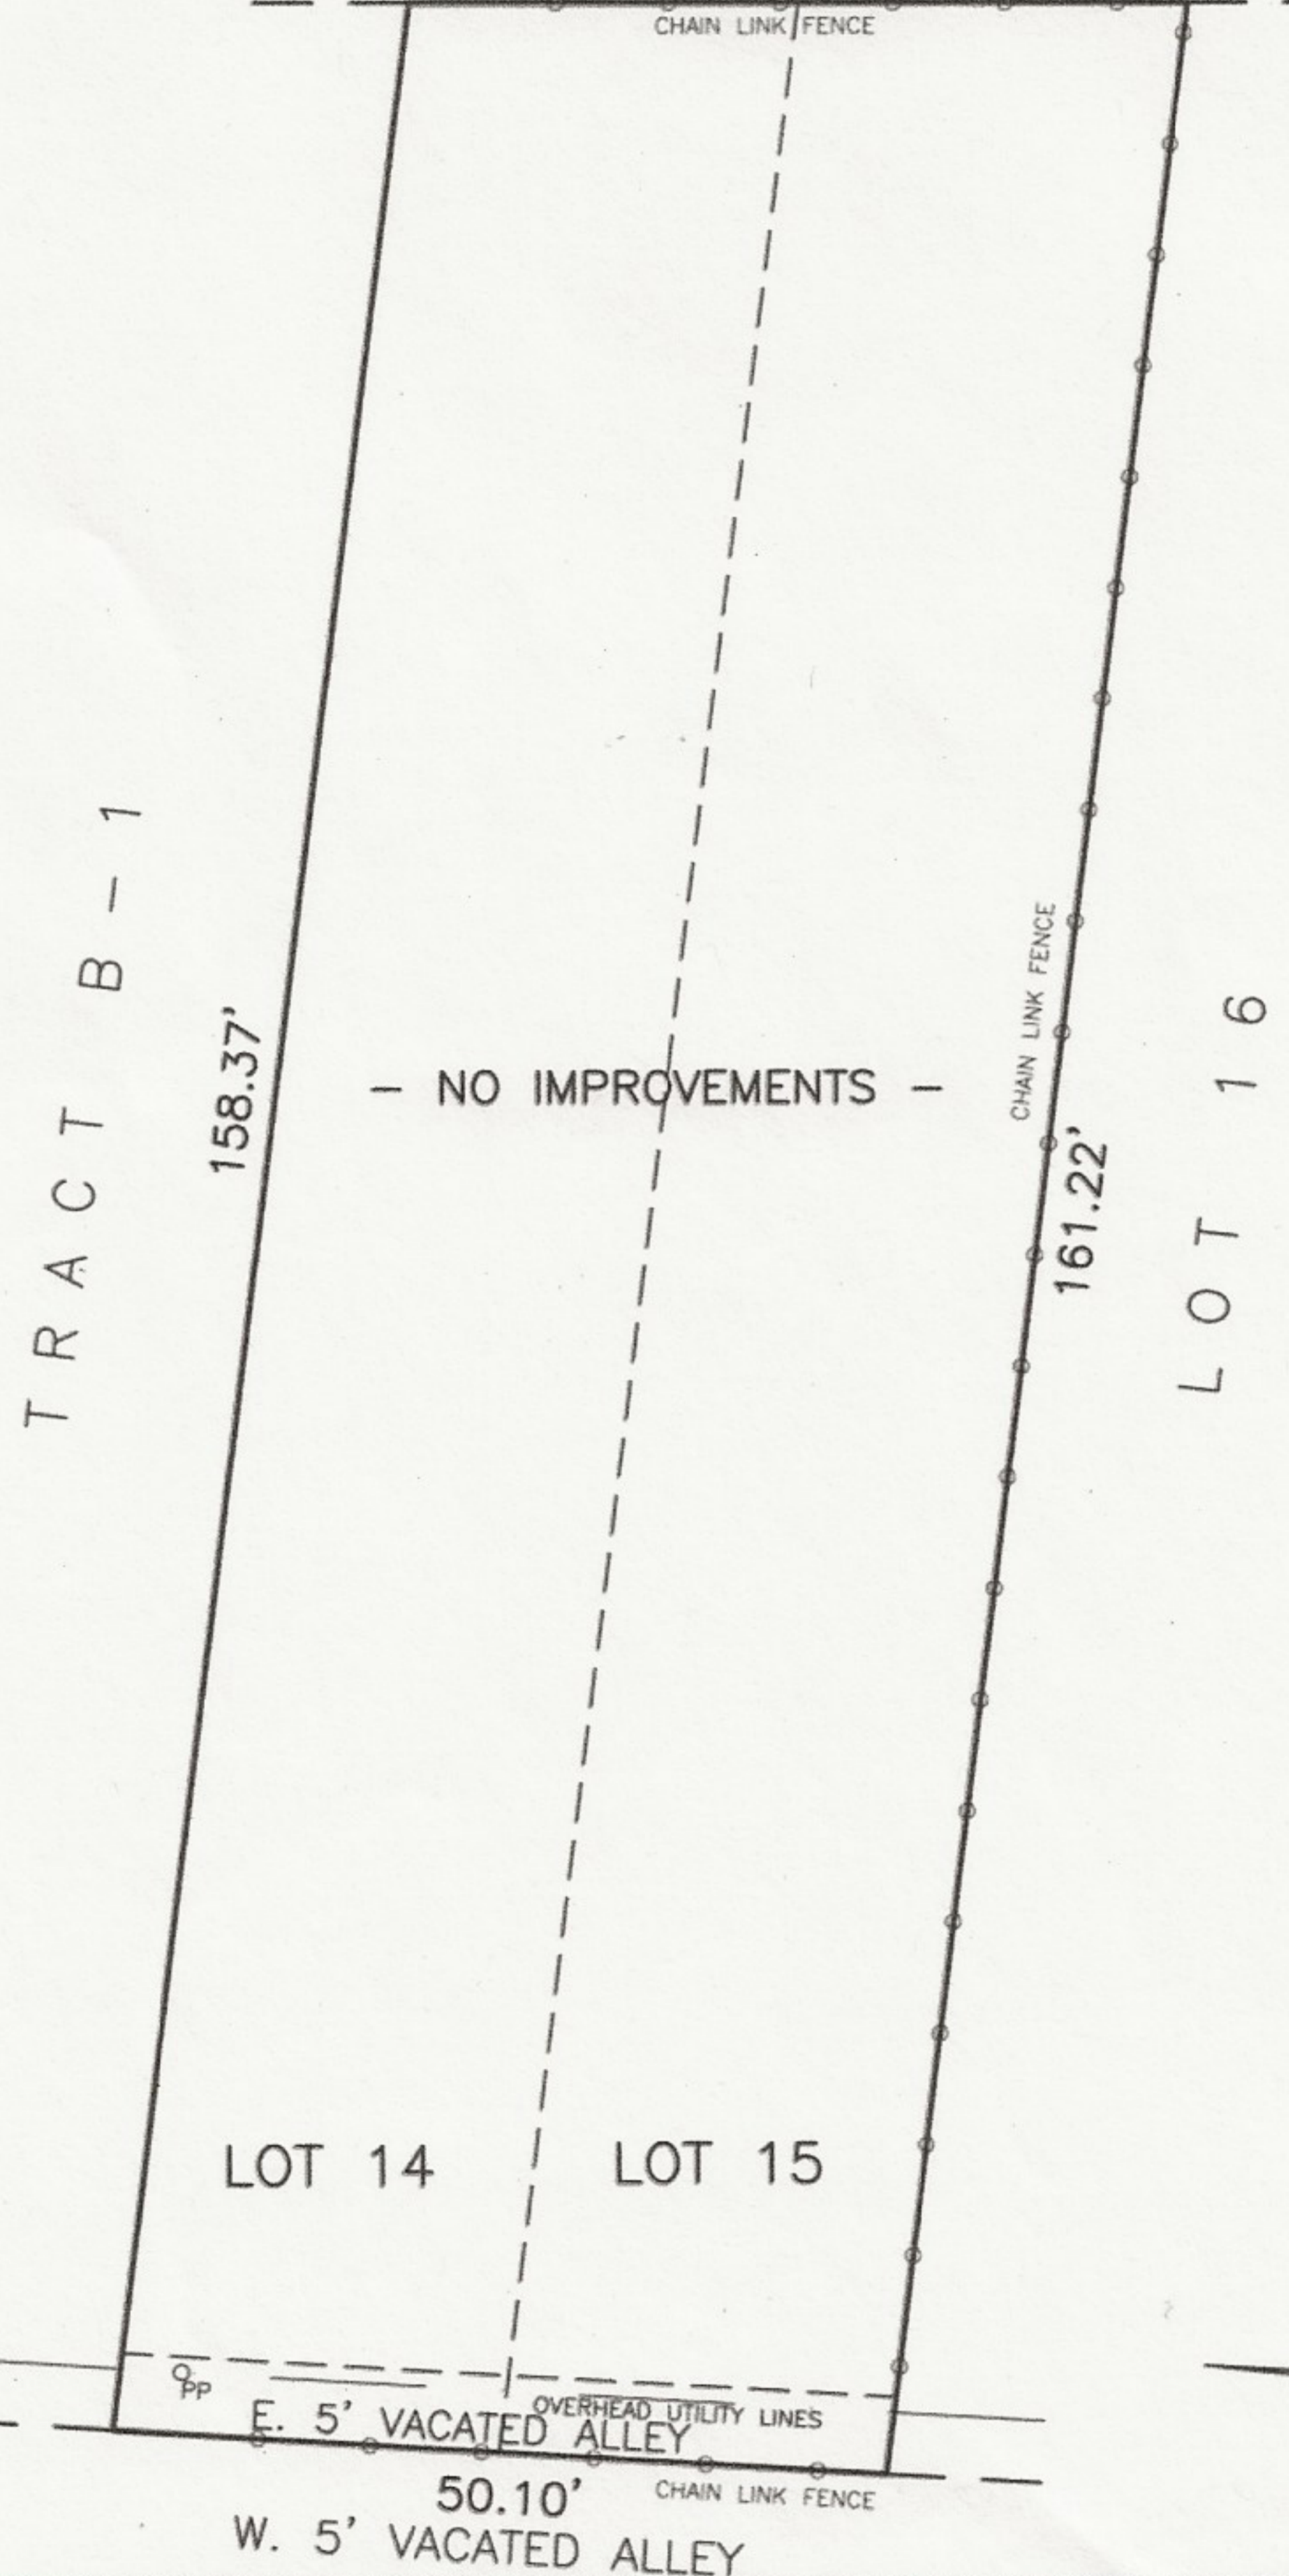 CHAIN LINK FENCE
TRACT B-1
158.37'
- NO IMPROVEMENTS -
CHAIN LINK FENCE
161.22'
LOT 16
LOT 14
LOT 15
PP
OVERHEAD UTILITY LINES
E. 5' VACATED ALLEY
50.10'
CHAIN LINK FENCE
W. 5' VACATED ALLEY